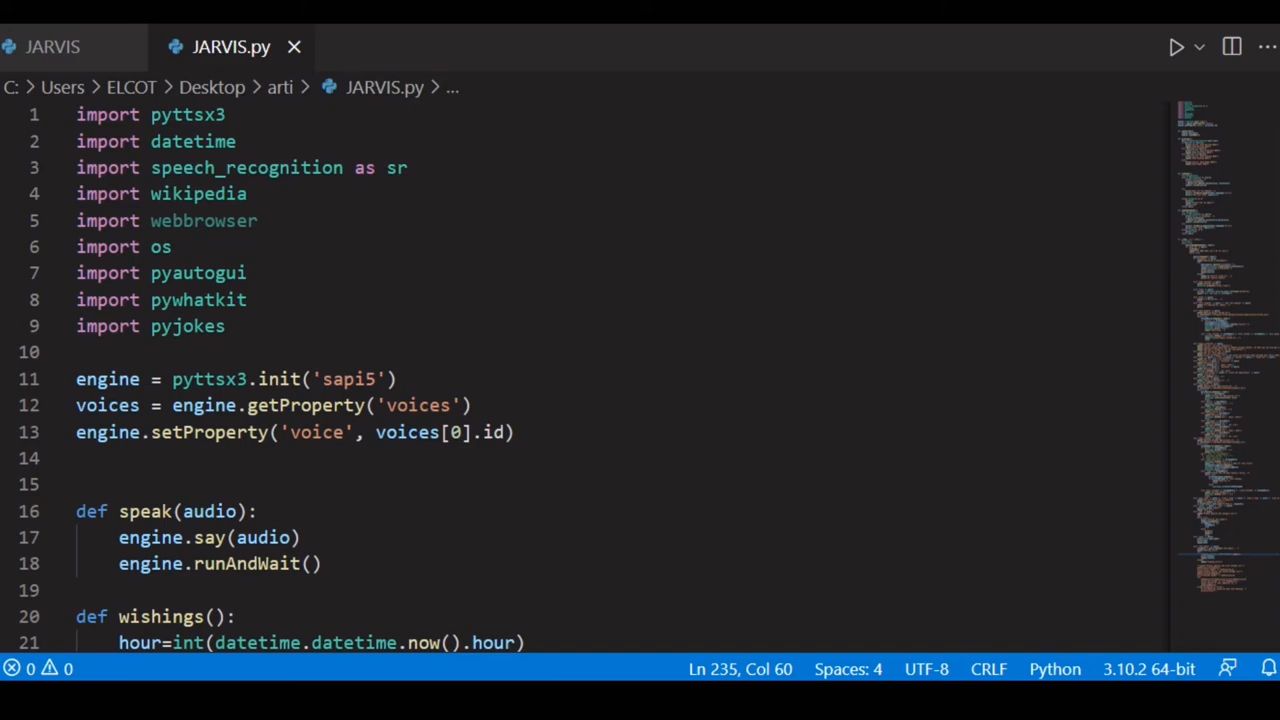 JARVIS JARVIS.py
C: > Users > ELCOT > Desktop > arti > JARVIS.py > ...
1 import pyttsx3
2 import datetime
3 import speech_recognition as sr
4 import wikipedia
5 import webbrowser
6 import os
7 import pyautogui
8 import pywhatkit
9 import pyjokes
10
11 engine = pyttsx3.init('sapi5')
12 voices = engine.getProperty('voices')
13 engine.setProperty('voice', voices[0].id)
14
15
16 def speak(audio):
17     engine.say(audio)
18     engine.runAndWait()
19
20 def wishings():
21     hour=int(datetime.datetime.now().hour)
0 0 Ln 235, Col 60 Spaces: 4 UTF-8 CRLF Python 3.10.2 64-bit